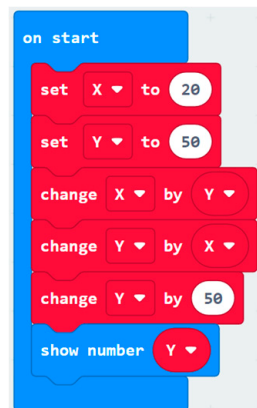 on start
set X to 20
set Y to 50
change X by Y
change Y by X
change Y by 50
show number Y